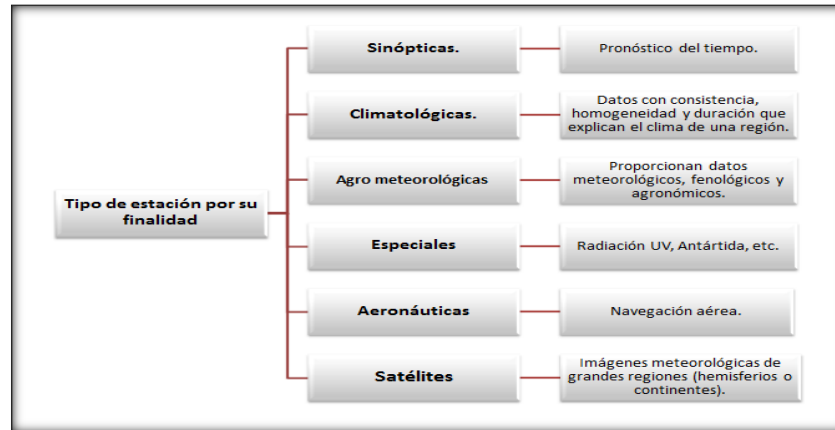 Tipo de estación por su
finalidad
Sinópticas.
Pronóstico del tiempo.
Climatológicas.
Datos con consistencia,
homogeneidad y duración que
explican el clima de una región.
Agro meteorológicas
Proporcionan datos
meteorológicos, fenológicos y
agronómicos.
Especiales
Radiación UV, Antártida, etc.
Aeronáuticas
Navegación aérea.
Satélites
Imágenes meteorológicas de
grandes regiones (hemisferios o
continentes).